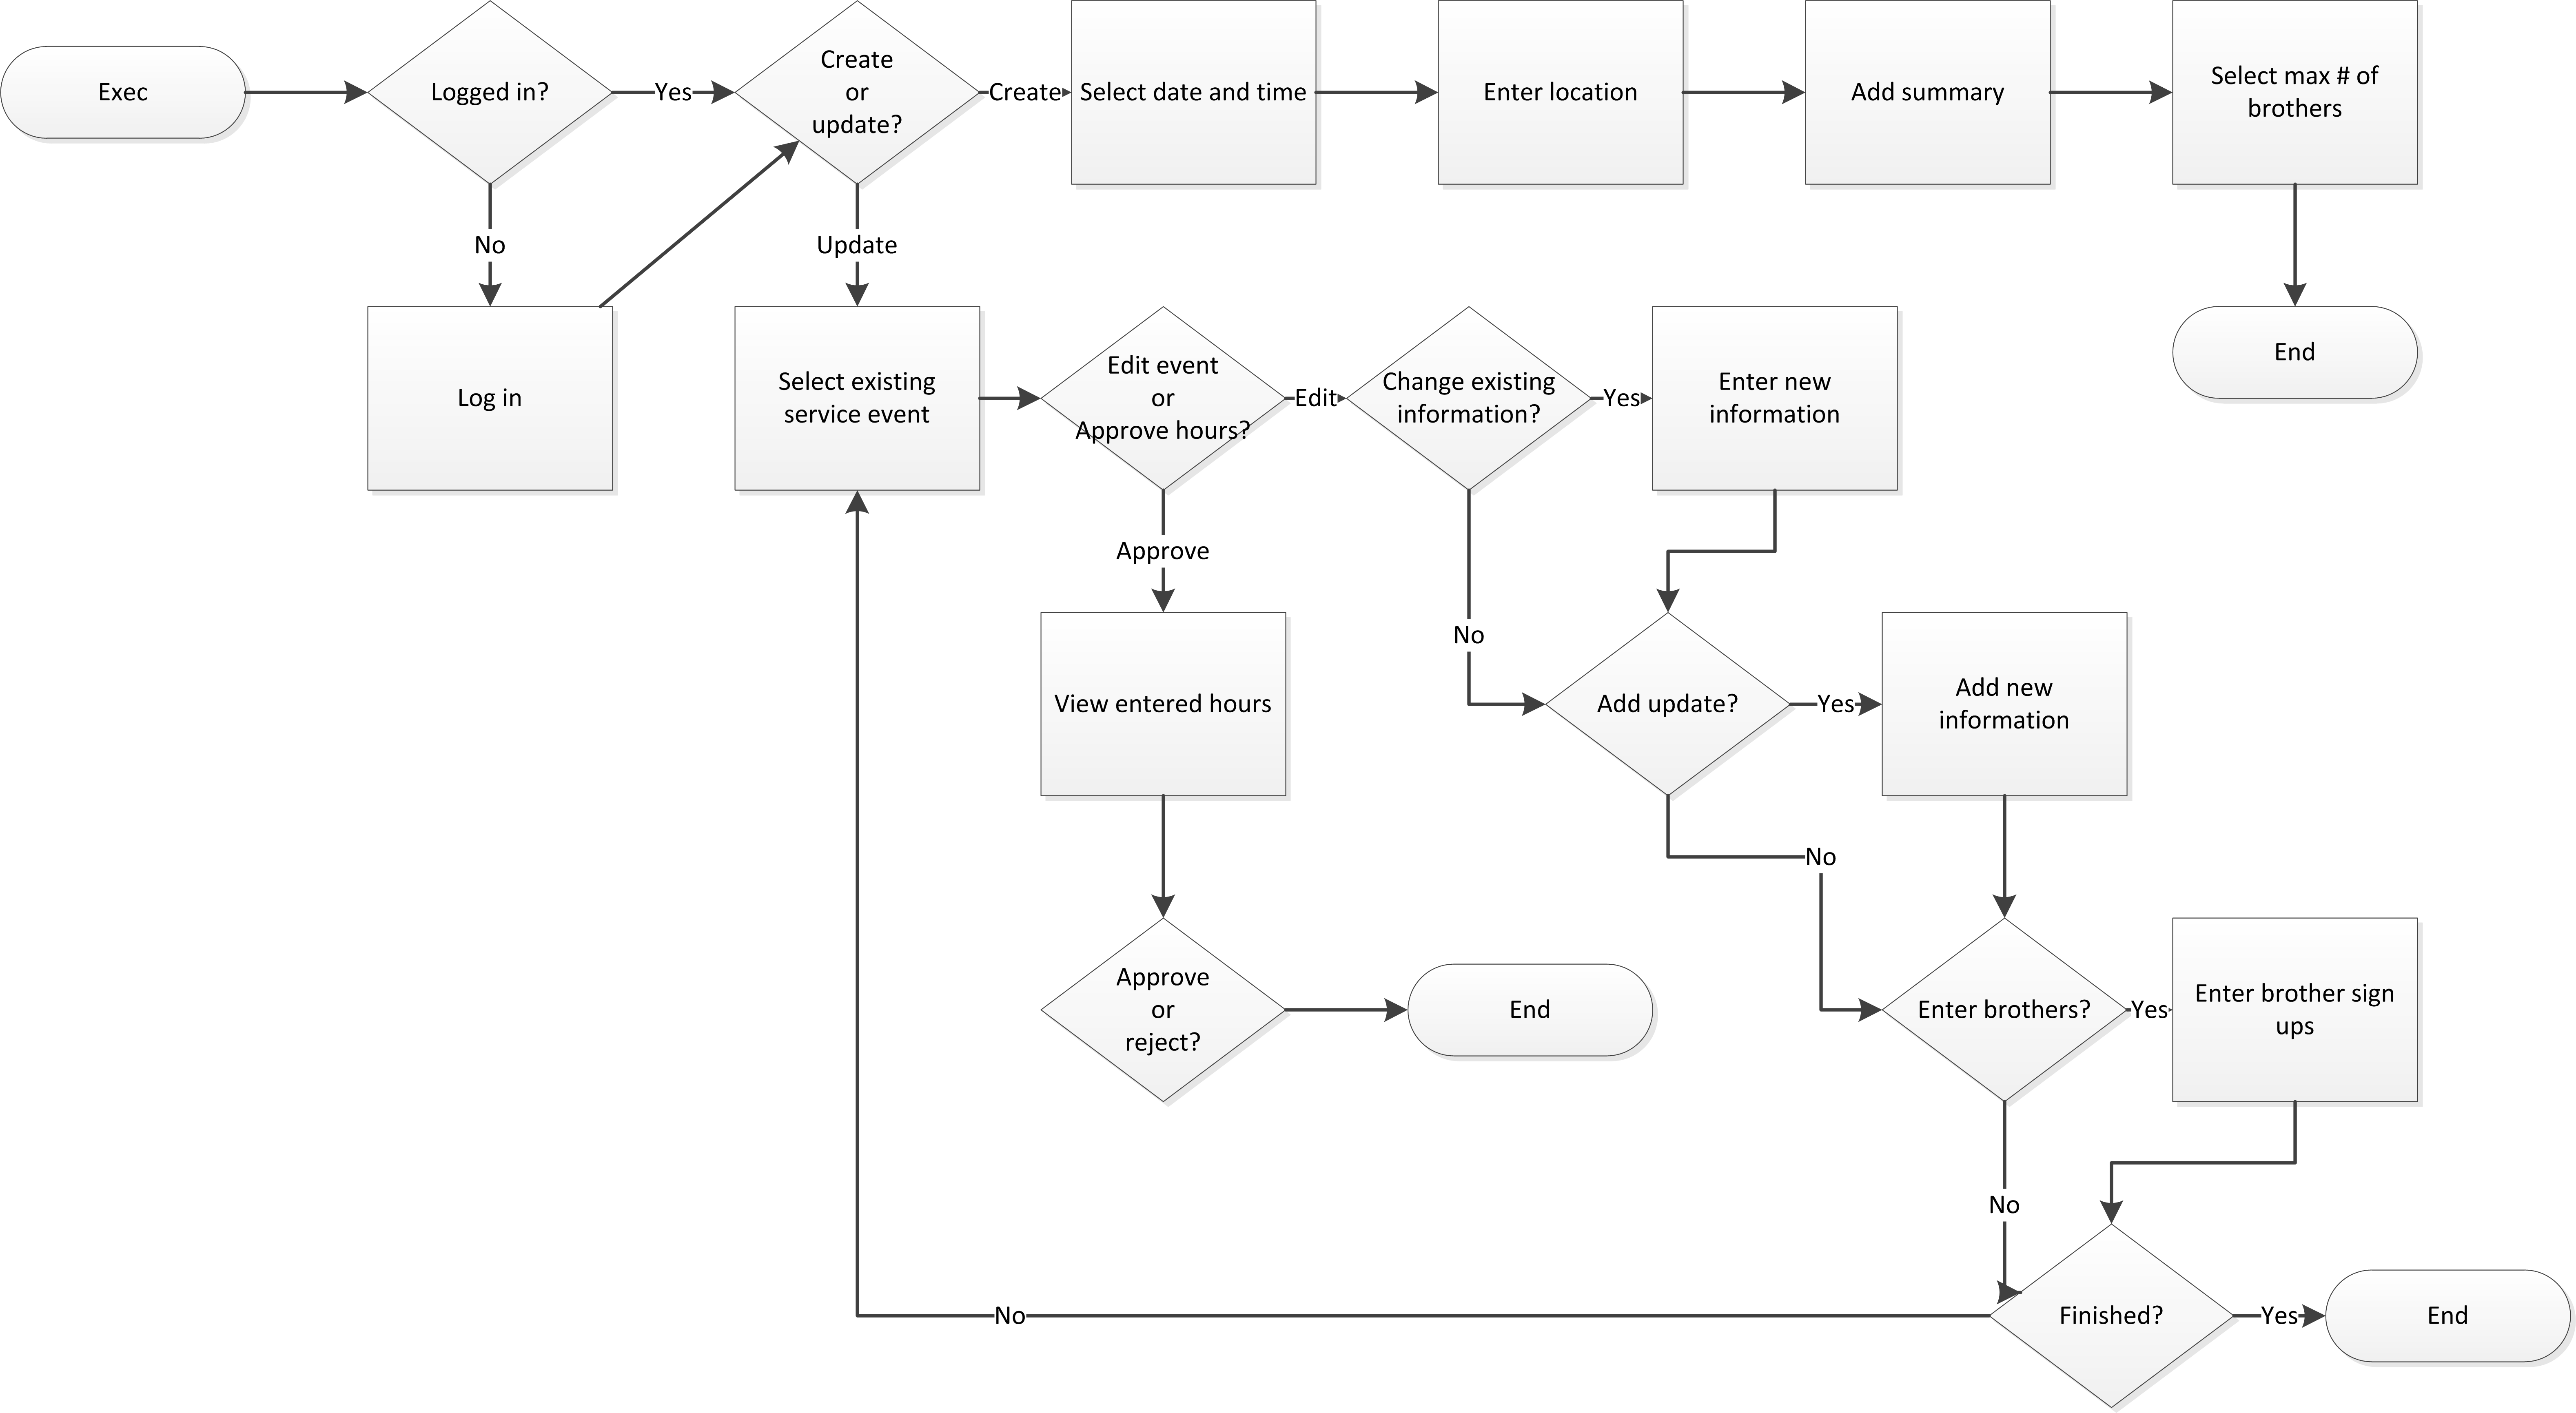 Exec
Logged in?
Yes
Create
or
update?
Create
Select date and time
Enter location
Add summary
Select max # of
brothers
No
Update
End
Log in
Select existing
service event
Edit event
or
Approve hours?
Edit
Change existing
information?
Yes
Enter new
information
Approve
No
View entered hours
Add update?
Yes
Add new
information
No
Approve
or
reject?
End
Enter brothers?
Yes
Enter brother sign
ups
No
No
Finished?
Yes
End